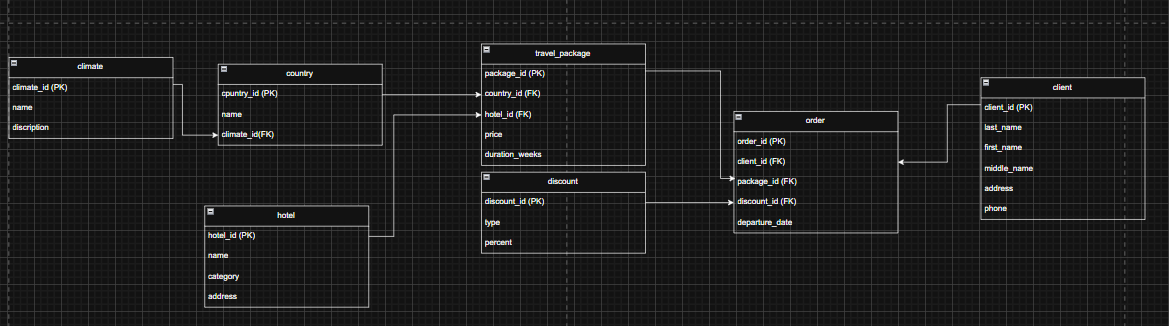 climate
climate_id (PK)
name
discription
country
cpuntry_id (PK)
name
climate_id(FK)
hotel
hotel_id (PK)
name
category
address
travel_package
package_id (PK)
country_id (FK)
hotel_id (FK)
price
duration_weeks
discount
discount_id (PK)
type
percent
order
order_id (PK)
client_id (FK)
package_id (FK)
discount_id (FK)
departure_date
client
client_id (PK)
last_name
first_name
middle_name
address
phone